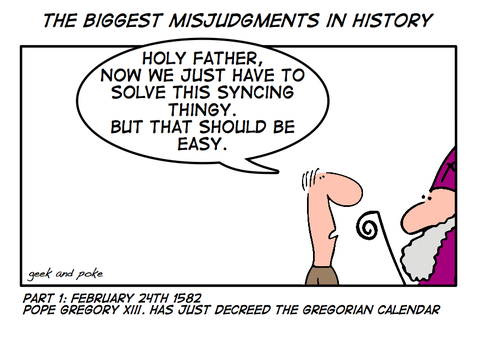 THE BIGGEST MISJUDGMENTS IN HISTORY
HOLY FATHER,
NOW WE JUST HAVE TO
SOLVE THIS SYNCING
THINGY.
BUT THAT SHOULD BE
EASY.
geek and poke
PART 1: FEBRUARY 24TH 1582
POPE GREGORY XIII. HAS JUST DECREED THE GREGORIAN CALENDAR